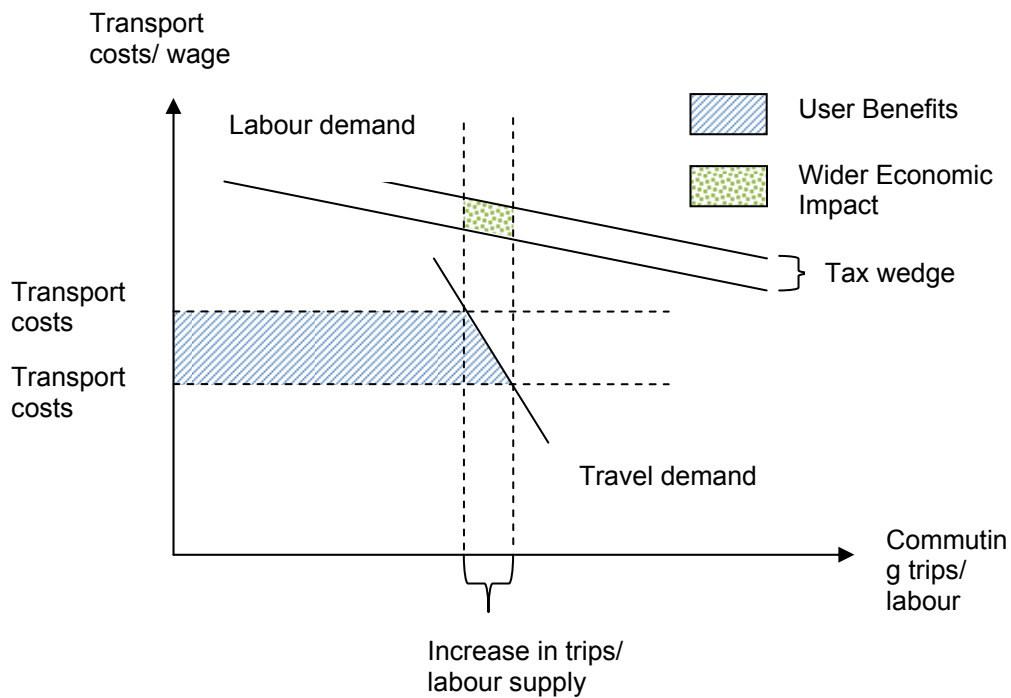 Transport
costs/ wage
Labour demand
User Benefits
Wider Economic
Impact
Tax wedge
Transport
costs
Transport
costs
Travel demand
Commutin
g trips/
labour
Increase in trips/
labour supply